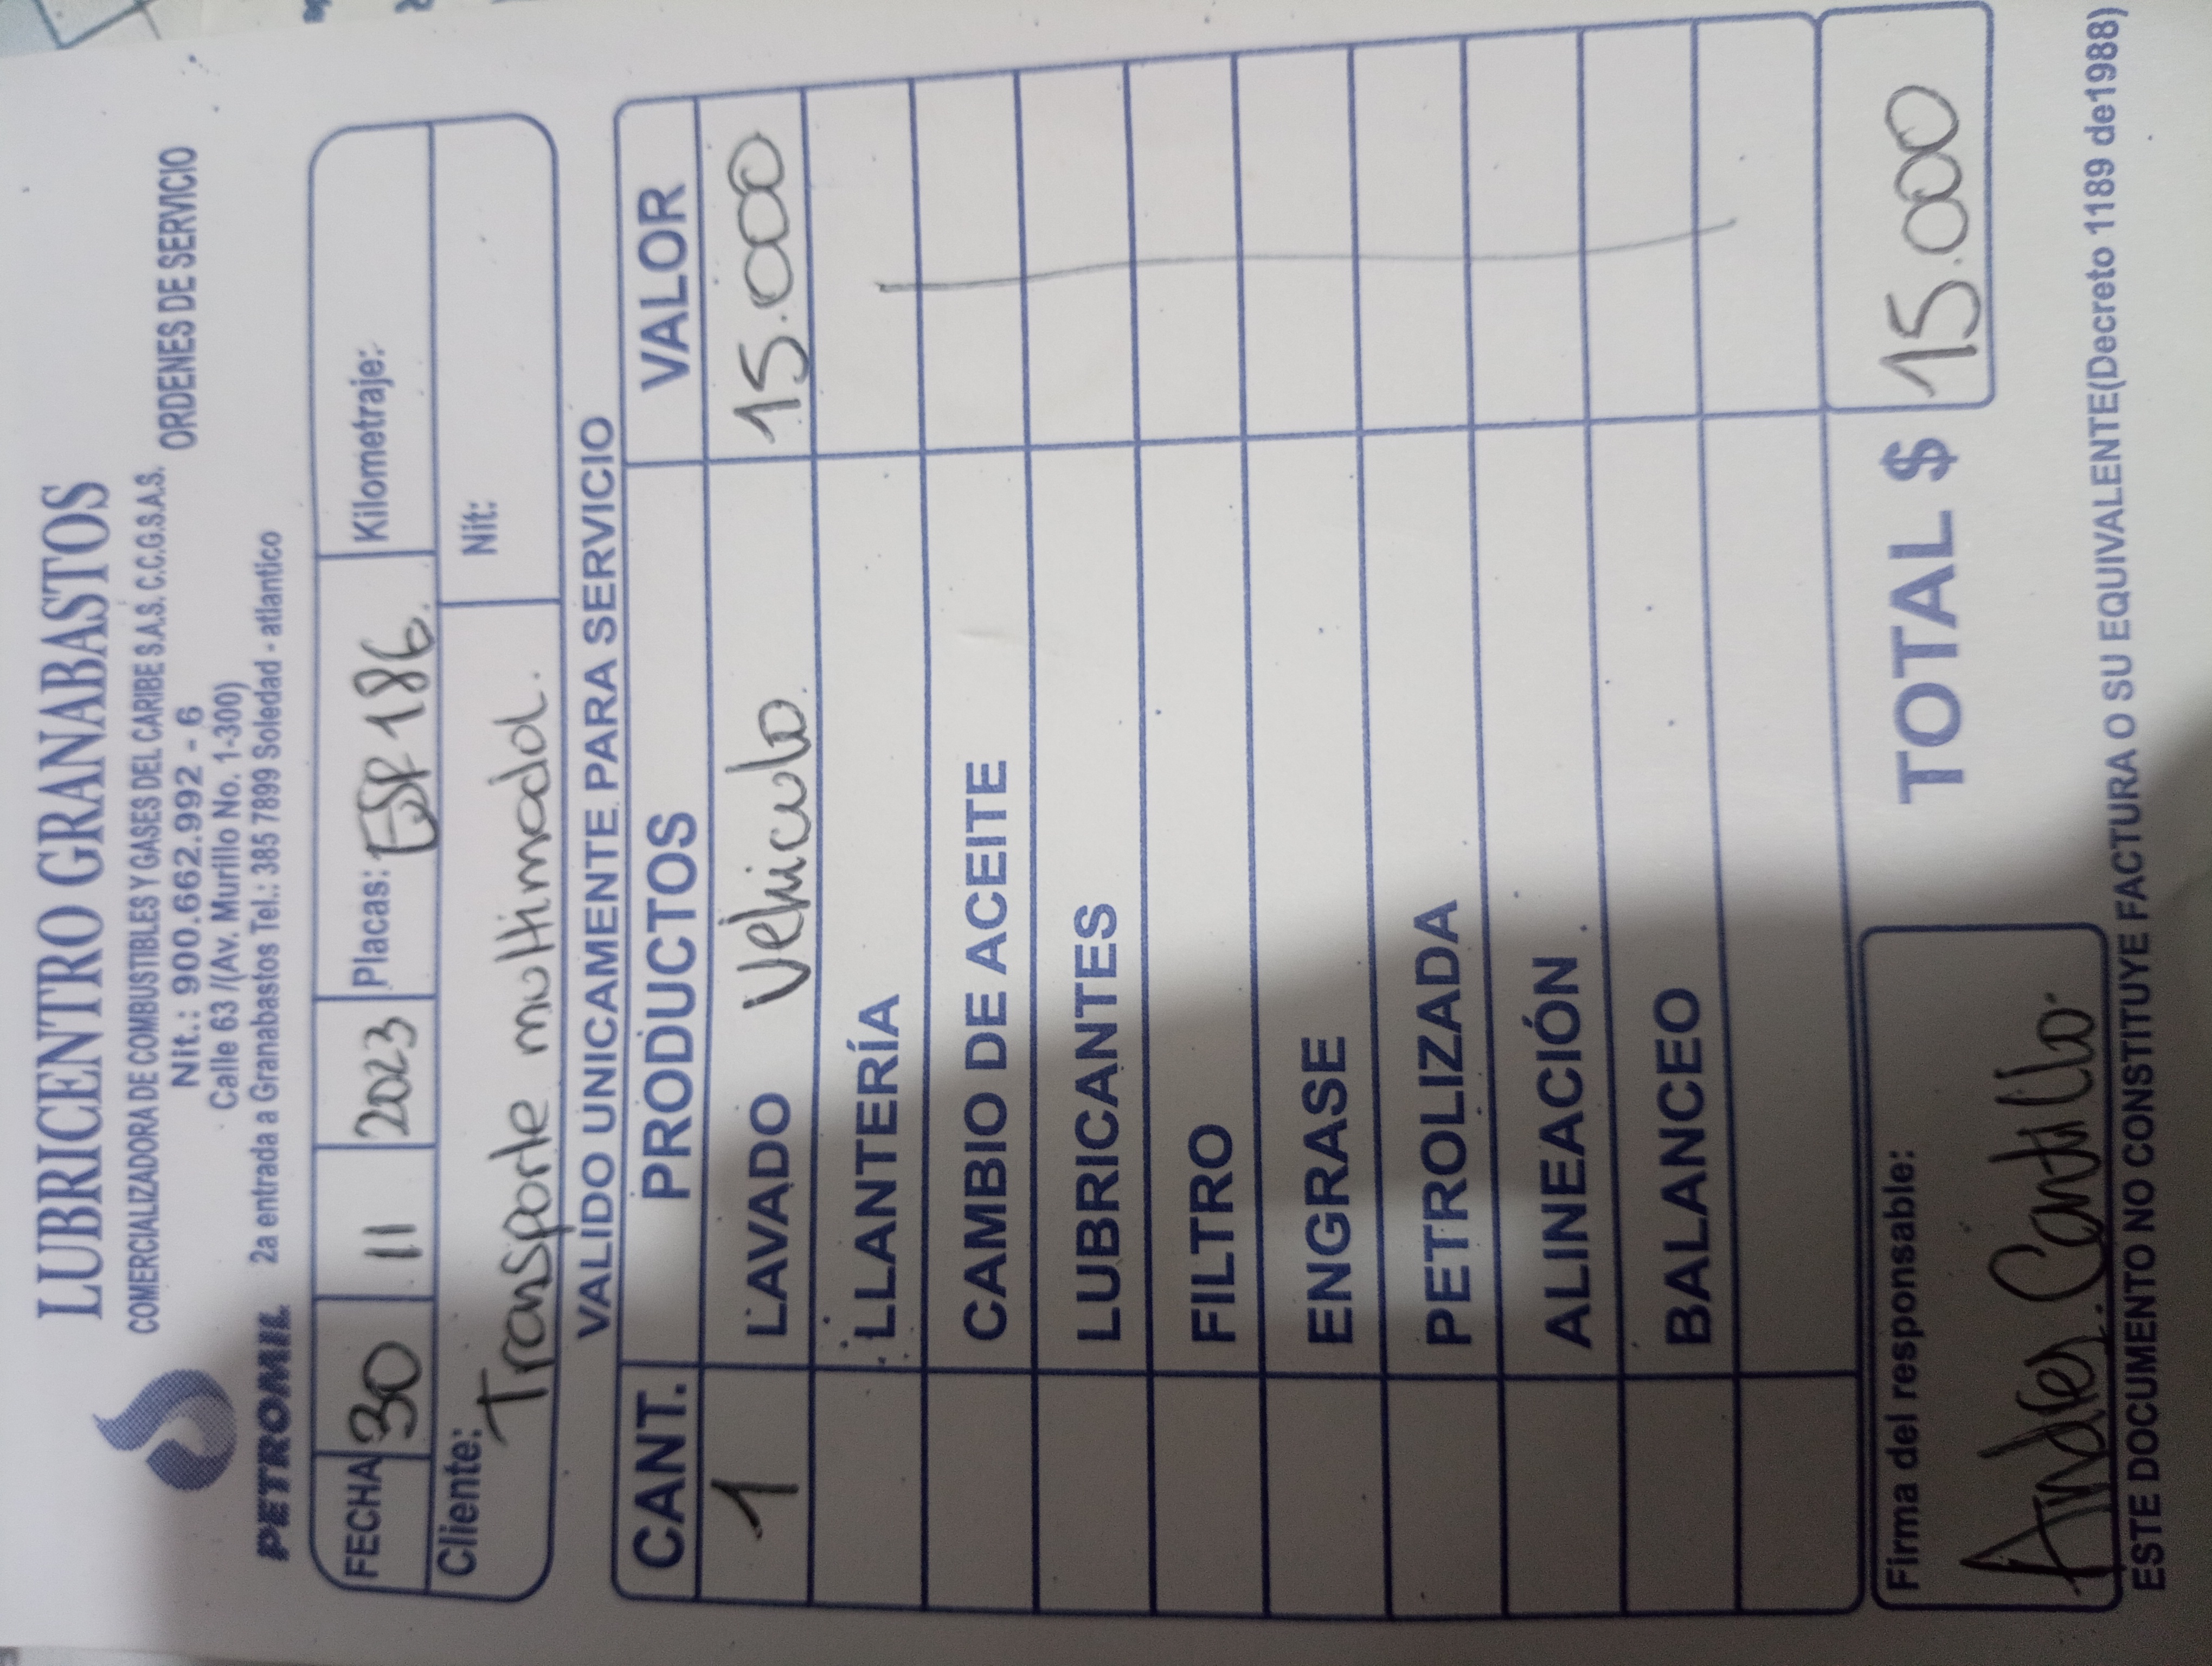 LUBRICENTRO GRANABASTOS
COMERCIALIZADORA DE COMBUSTIBLES Y GASES DEL CARIBE S.A.S. C.C.G.S.A.S.
Nit.: 900.662.992 - 6
ORDENES DE SERVICIO
Calle 63 /(Av. Murillo No. 1-300)
PETROMIL 2a entrada a Granabastos Tel.: 385 7899 Soledad - atlantico
FECHA 30 11 2023 Placas: ESR 186. Kilometraje:
Cliente: Transporte multimodal. Nit:
VALIDO UNICAMENTE PARA SERVICIO
CANT. PRODUCTOS VALOR
1 LAVADO Vehiculo 15.000
LLANTERÍA
CAMBIO DE ACEITE
LUBRICANTES
FILTRO
ENGRASE
PETROLIZADA
ALINEACIÓN
BALANCEO
TOTAL $ 15.000
Firma del responsable:
Andres. Cantillo.
ESTE DOCUMENTO NO CONSTITUYE FACTURA O SU EQUIVALENTE(Decreto 1189 de1988)